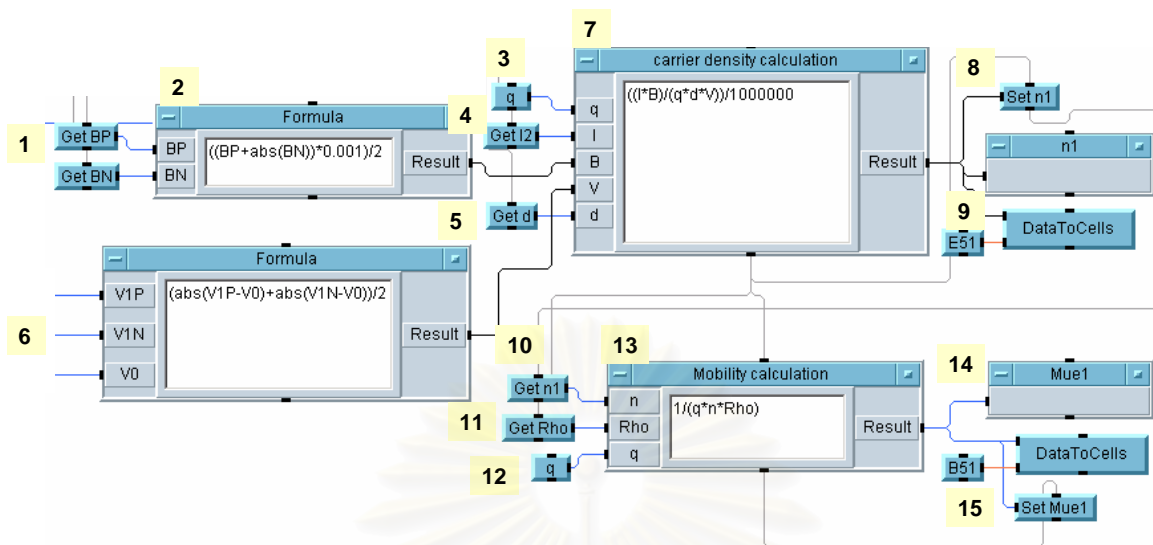 1
Get BP
Get BN
2
Formula
BP
BN
((BP+abs(BN))*0.001)/2
Result
3
q
4
Get I2
5
Get d
6
Formula
V1P
V1N
V0
(abs(V1P-V0)+abs(V1N-V0))/2
Result
7
carrier density calculation
q
I
B
V
d
((I*B)/(q*d*V))/1000000
Result
8
Set n1
n1
9
E51
DataToCells
10
Get n1
11
Get Rho
12
q
13
Mobility calculation
n
Rho
q
1/(q*n*Rho)
Result
14
Mue1
B51
DataToCells
15
Set Mue1